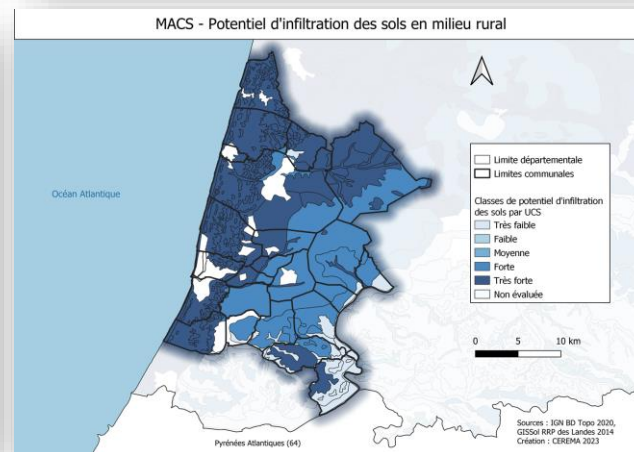 MACS - Potentiel d'infiltration des sols en milieu rural
Océan Atlantique
Limite départementale
Limites communales
Classes de potentiel d'infiltration
des sols par UCS
Très faible
Faible
Moyenne
Forte
Très forte
Non évaluée
0 5 10 km
Pyrénées Atlantiques (64)
Sources : IGN BD Topo 2020,
GISSol RRP des Landes 2014
Création : CEREMA 2023